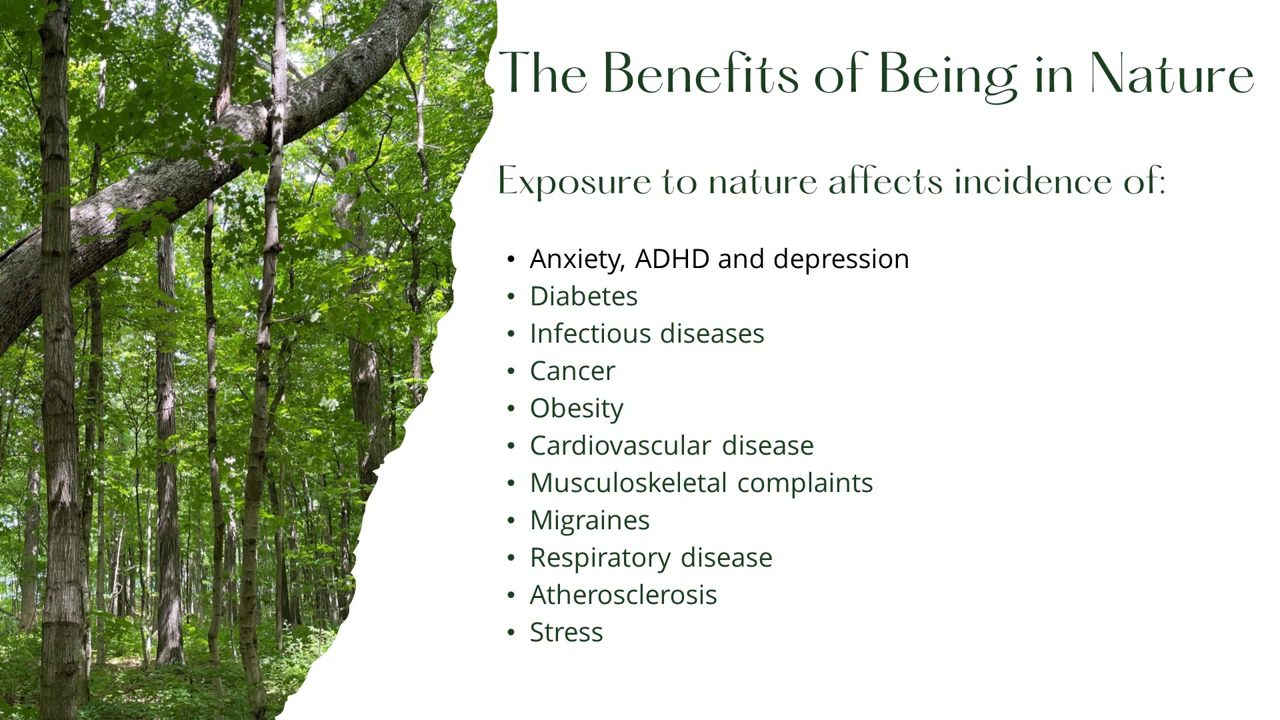 The Benefits of Being in Nature
Exposure to nature affects incidence of:
• Anxiety, ADHD and depression
• Diabetes
• Infectious diseases
• Cancer
• Obesity
• Cardiovascular disease
• Musculoskeletal complaints
• Migraines
• Respiratory disease
• Atherosclerosis
• Stress